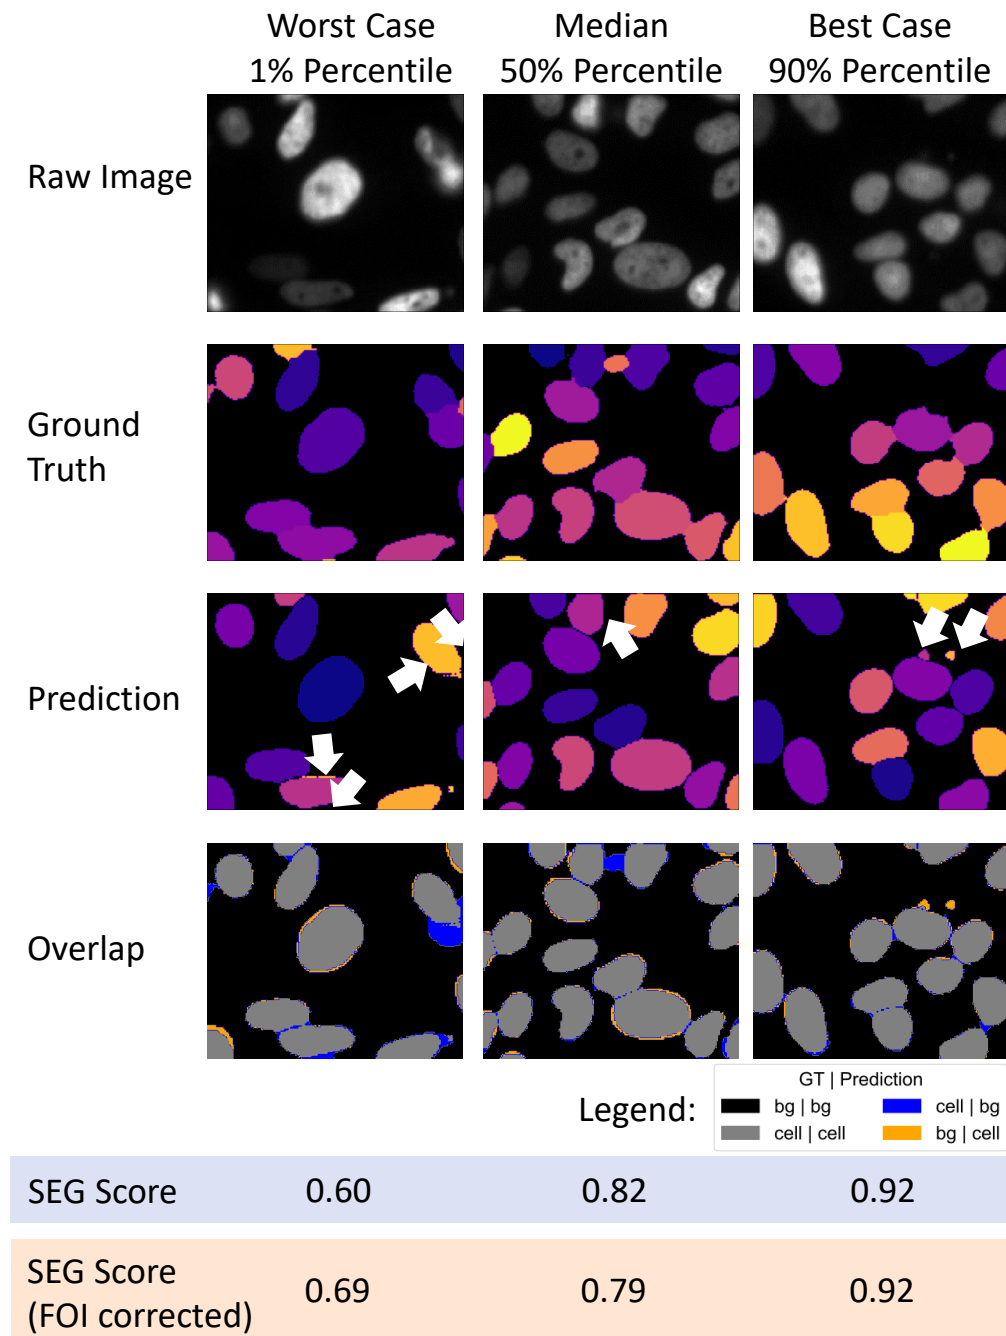 Worst Case
1% Percentile
Median
50% Percentile
Best Case
90% Percentile
Raw Image
Ground
Truth
Prediction
Overlap
Legend:
GT | Prediction
bg | bg
cell | bg
cell | cell
bg | cell
SEG Score
0.60
0.82
0.92
SEG Score
(FOI corrected)
0.69
0.79
0.92